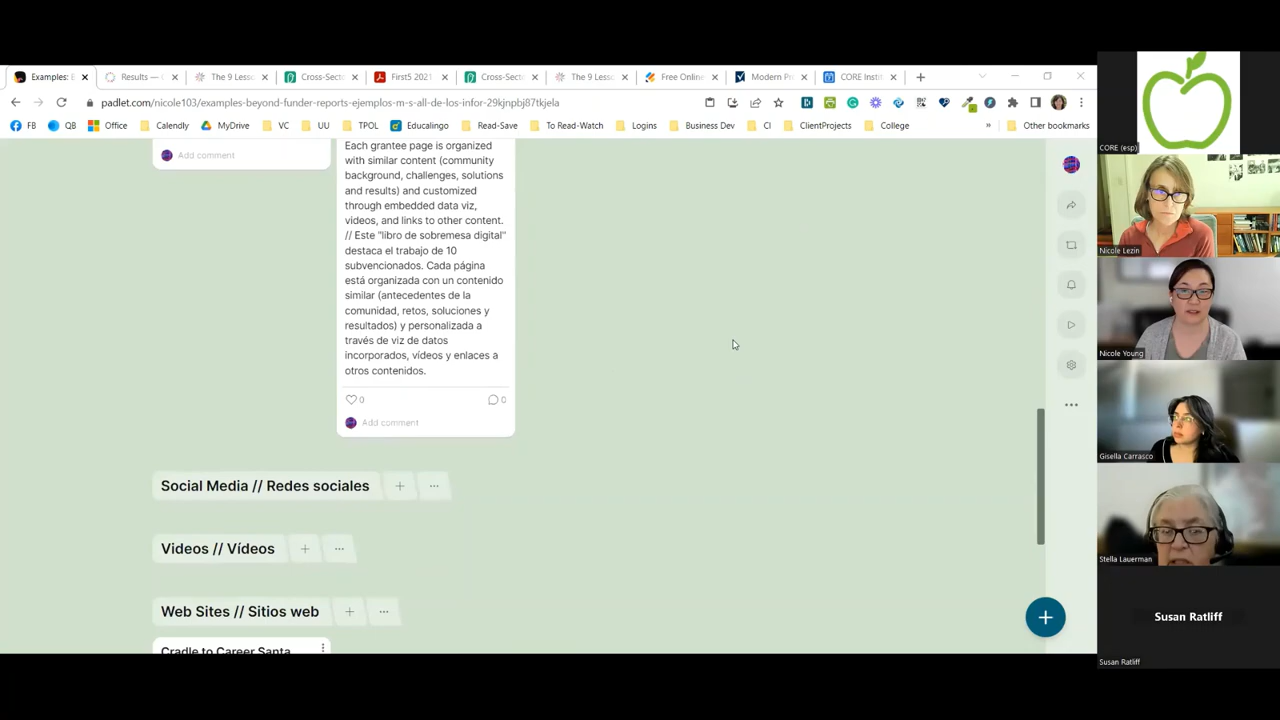 Examples: B
Results — C
The 9 Less
Cross-Sect
First5 2021
Cross-Sect
The 9 Less
Free Online
Modern Pr
CORE Insti
padlet.com/nicole103/examples-beyond-funder-reports-ejemplos-m-s-all-de-los-infor-29kjnpbj87tkjela
FB
QB
Office
Calendly
MyDrive
VC
UU
TPOL
Educalingo
Read-Save
To Read-Watch
Logins
Business Dev
CI
ClientProjects
College
»
Other bookmarks
Add comment
Each grantee page is organized
with similar content (community
background, challenges, solutions
and results) and customized
through embedded data viz,
videos, and links to other content.
// Este "libro de sobremesa digital"
destaca el trabajo de 10
subvencionados. Cada página
está organizada con un contenido
similar (antecedentes de la
comunidad, retos, soluciones y
resultados) y personalizada a
través de viz de datos
incorporados, vídeos y enlaces a
otros contenidos.
0
0
Add comment
Social Media // Redes sociales
Videos // Vídeos
Web Sites // Sitios web
Cradle to Career Santa
CORE (esp)
Nicole Lezin
Nicole Young
Gisella Carrasco
Stella Lauerman
Susan Ratliff
Susan Ratliff